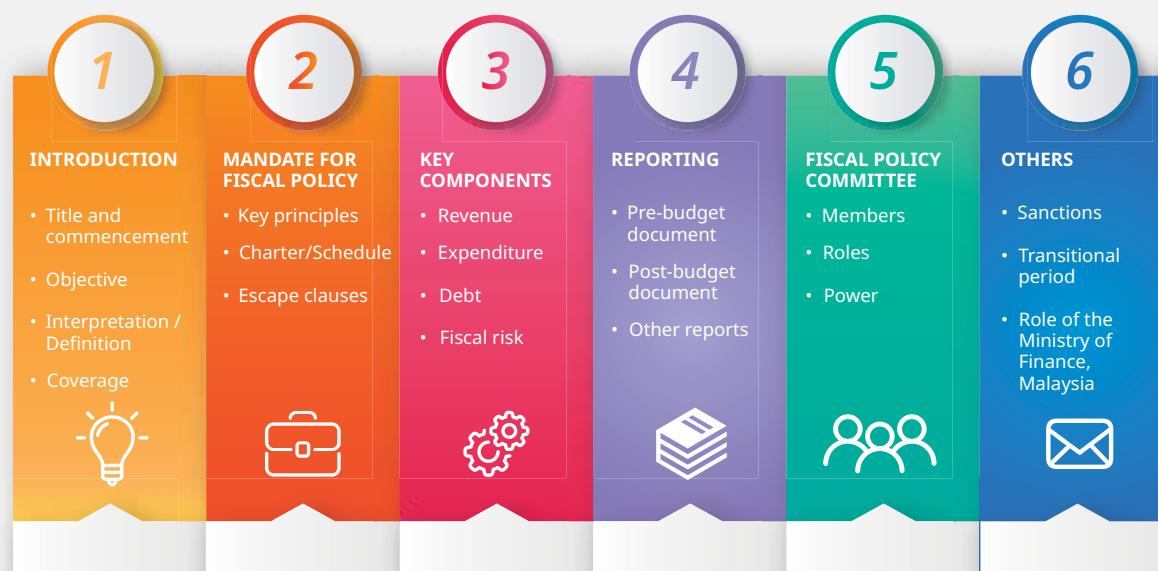 1
INTRODUCTION
• Title and
commencement
• Objective
• Interpretation /
Definition
• Coverage
2
MANDATE FOR
FISCAL POLICY
• Key principles
• Charter/Schedule
• Escape clauses
3
KEY
COMPONENTS
• Revenue
• Expenditure
• Debt
• Fiscal risk
4
REPORTING
• Pre-budget
document
• Post-budget
document
• Other reports
5
FISCAL POLICY
COMMITTEE
• Members
• Roles
• Power
6
OTHERS
• Sanctions
• Transitional
period
• Role of the
Ministry of
Finance,
Malaysia